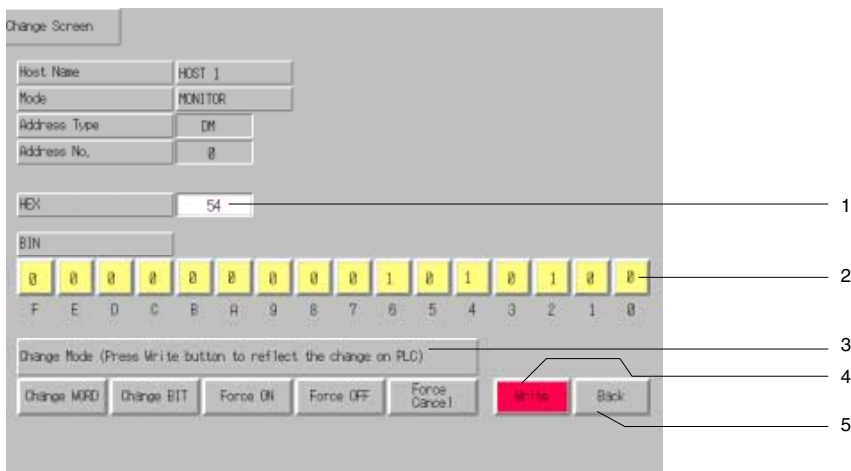 Change Screen
Host Name HOST 1
Mode MONITOR
Address Type DM
Address No. 0
HEX 54 1
BIN
0 0 0 0 0 0 0 0 0 1 0 1 0 1 0 0 2
F E D C B A 9 8 7 6 5 4 3 2 1 0
Change Mode (Press Write button to reflect the change on PLC) 3
4
Change WORD Change BIT Force ON Force OFF Force Cancel Write Back
5